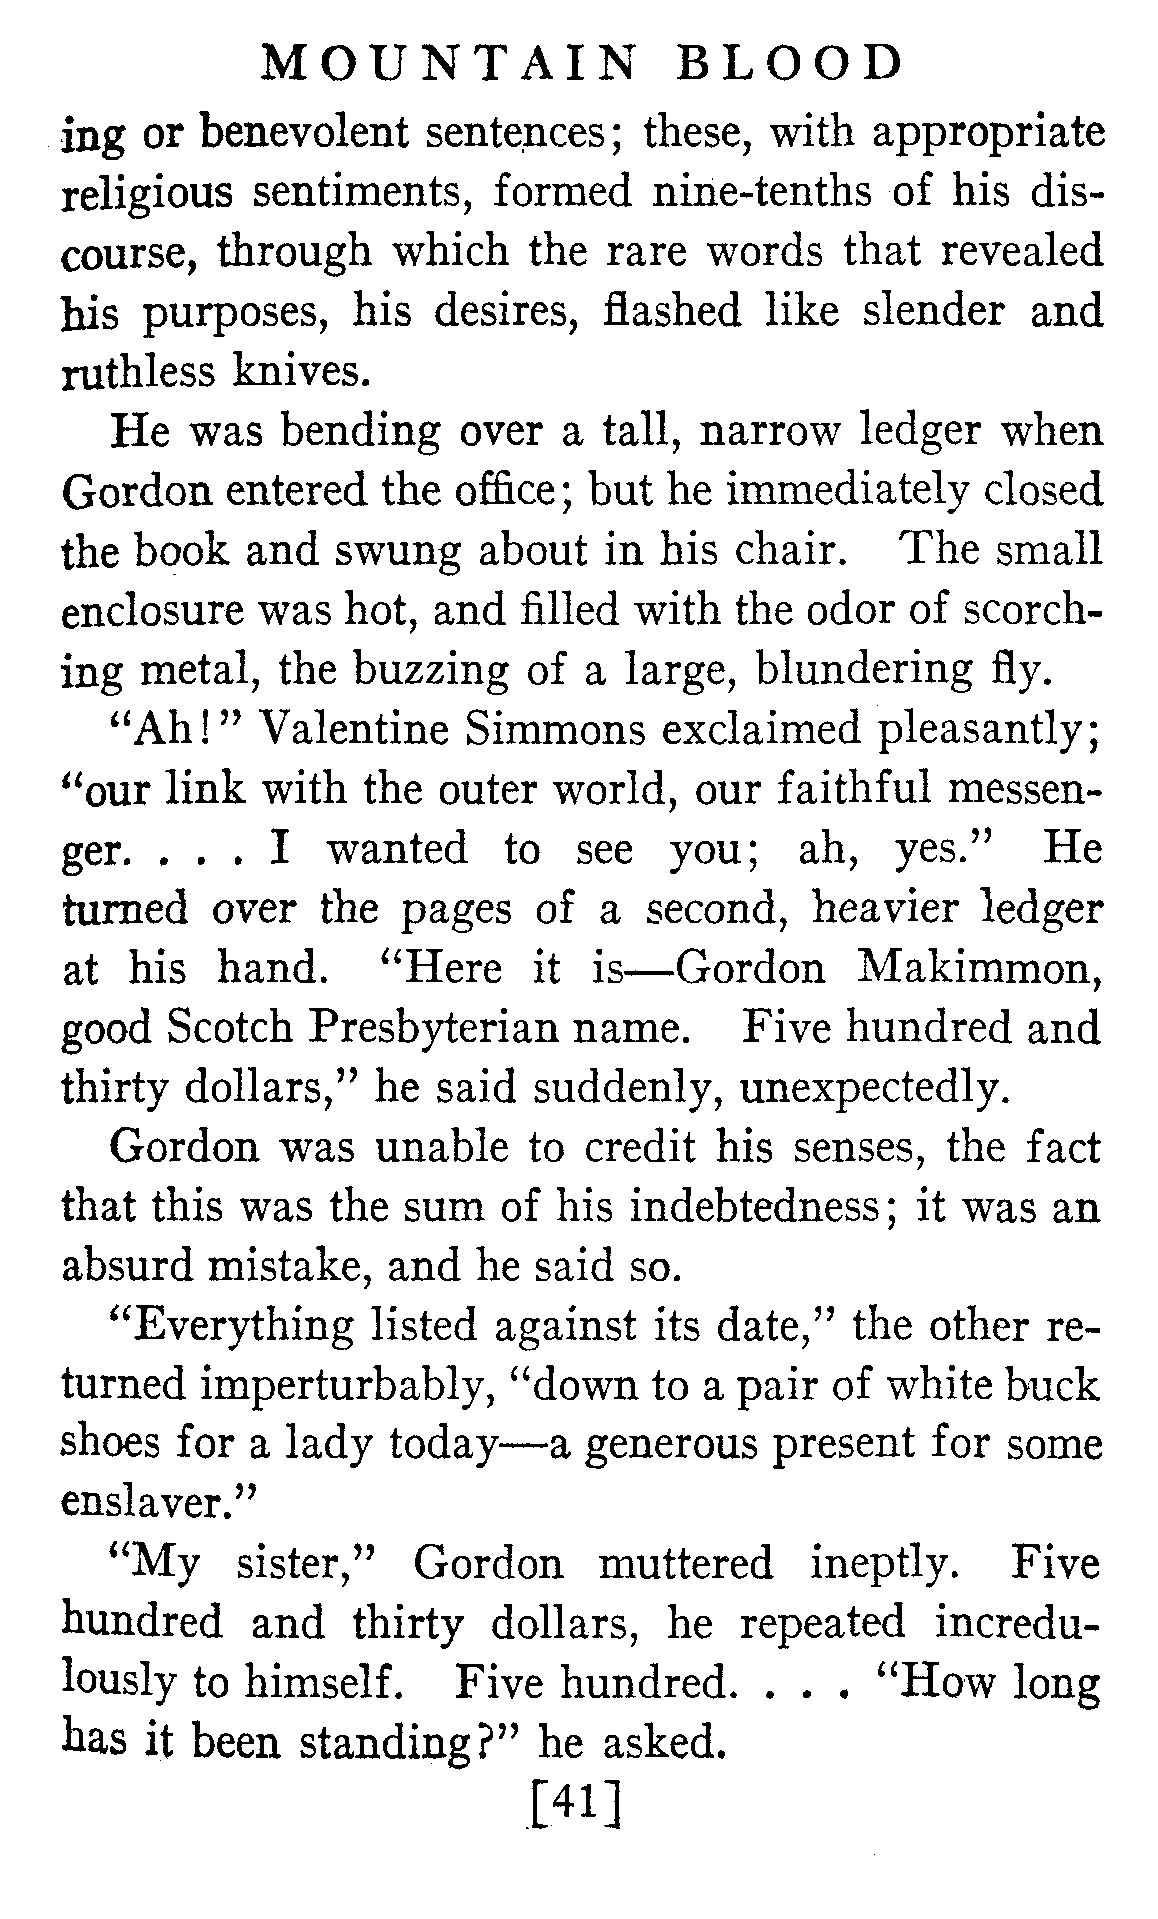 MOUNTAIN BLOOD
ing or benevolent sentences; these, with appropriate
religious sentiments, formed nine-tenths of his dis-
course, through which the rare words that revealed
his purposes, his desires, flashed like slender and
ruthless knives.
He was bending over a tall, narrow ledger when
Gordon entered the office; but he immediately closed
the book and swung about in his chair. The small
enclosure was hot, and filled with the odor of scorch-
ing metal, the buzzing of a large, blundering fly.
“Ah!” Valentine Simmons exclaimed pleasantly;
“our link with the outer world, our faithful messen-
ger. . . . I wanted to see you; ah, yes.” He
turned over the pages of a second, heavier ledger
at his hand. “Here it is—Gordon Makimmon,
good Scotch Presbyterian name. Five hundred and
thirty dollars,” he said suddenly, unexpectedly.
Gordon was unable to credit his senses, the fact
that this was the sum of his indebtedness; it was an
absurd mistake, and he said so.
“Everything listed against its date,” the other re-
turned imperturbably, “down to a pair of white buck
shoes for a lady today—a generous present for some
enslaver.”
“My sister,” Gordon muttered ineptly. Five
hundred and thirty dollars, he repeated incredu-
lously to himself. Five hundred. . . . “How long
has it been standing?” he asked.
[41]